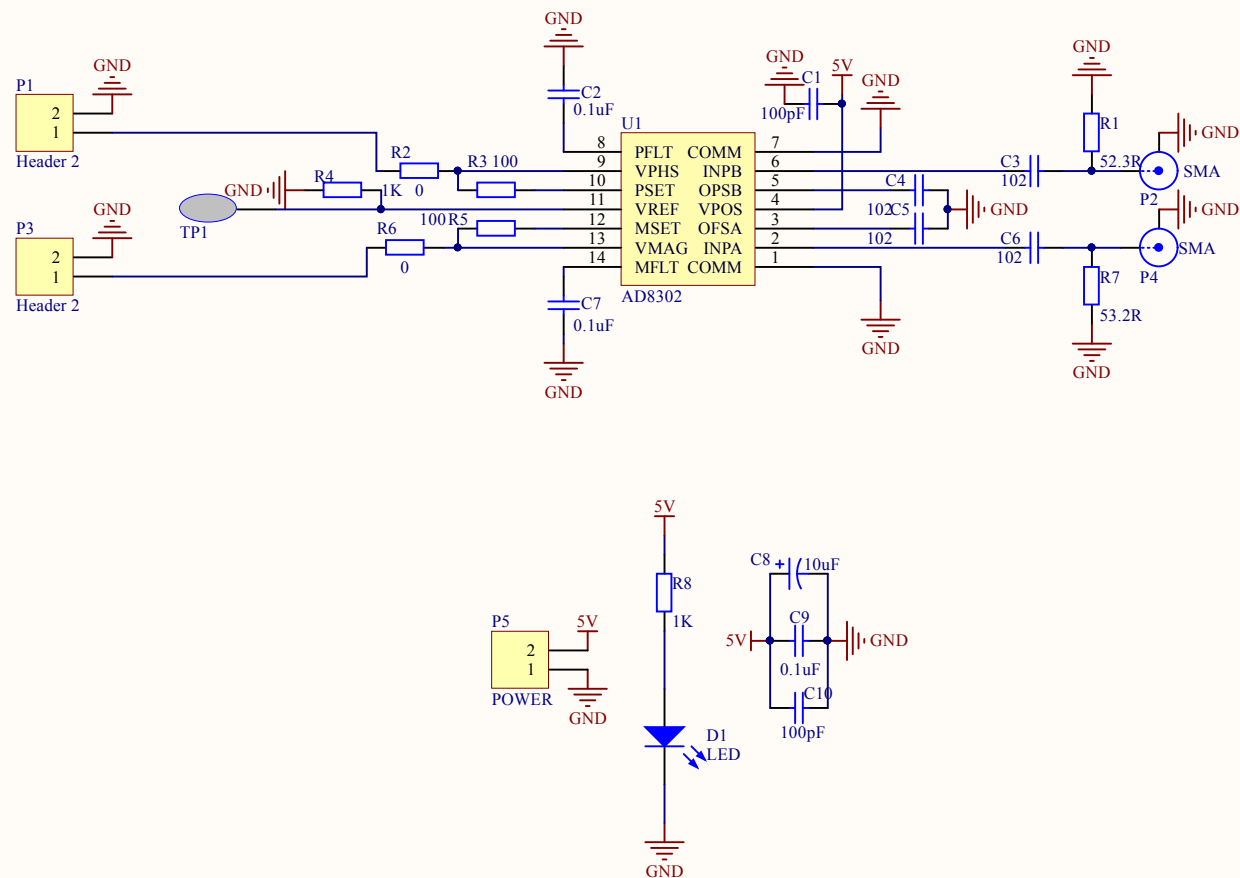 GND
P1
GND
2
1
Header 2
C2
0.1uF
GND
C1
100pF
5V
GND
GND
R1
52.3R
GND
SMA
P2
U1
8 PFLT COMM 7
9 VPHS INPB 6
10 PSET OPSB 5
11 VREF VPOS 4
12 MSET OFSA 3
13 VMAG INPA 2
14 MFLT COMM 1
AD8302
R2
0
R3 100
R4
1K
GND
TP1
100 R5
R6
0
P3
GND
2
1
Header 2
C3
102
C4
102
C5
102
GND
C6
102
GND
SMA
P4
R7
53.2R
GND
GND
C7
0.1uF
GND
5V
R8
1K
P5
5V
2
1
POWER
GND
D1
LED
GND
C8 + 10uF
C9
5V
GND
0.1uF
C10
100pF